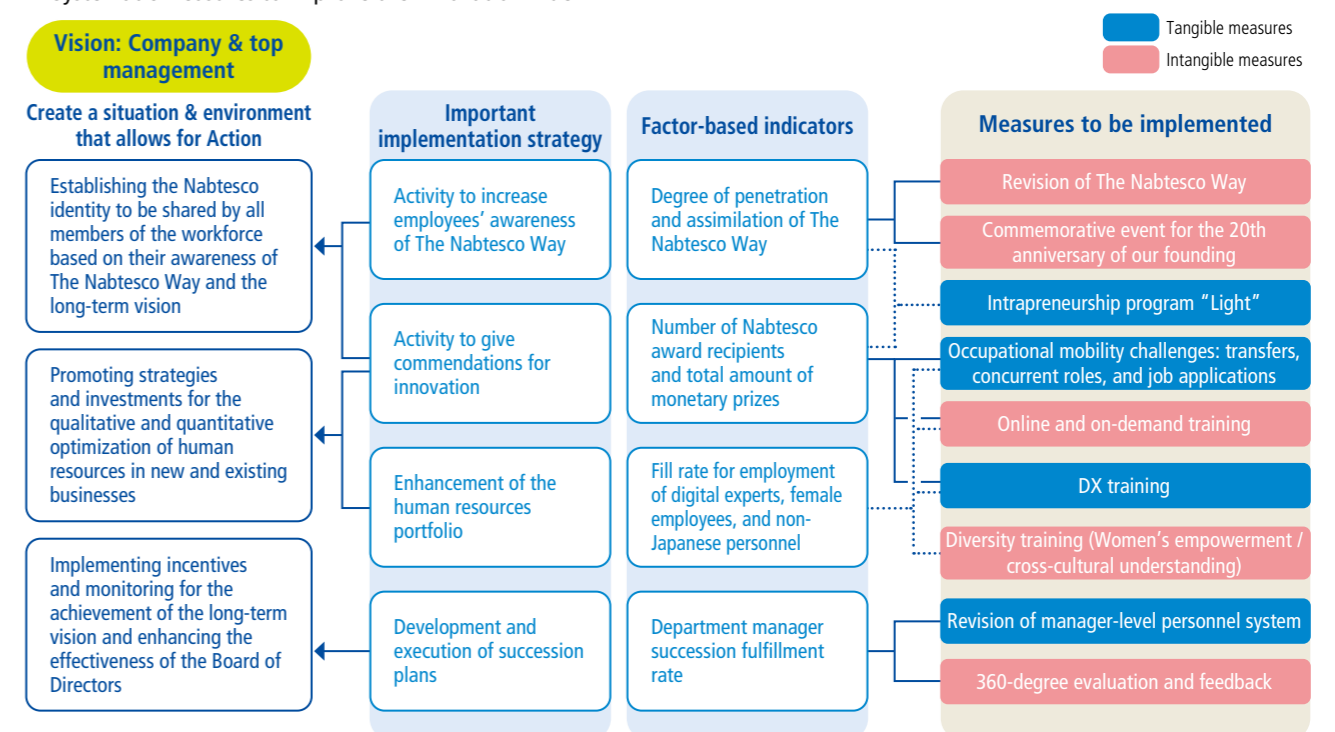 Vision: Company & top
management
Tangible measures
Intangible measures
Create a situation & environment
that allows for Action
Important
implementation strategy
Factor-based indicators
Measures to be implemented
Establishing the Nabtesco
identity to be shared by all
members of the workforce
based on their awareness of
The Nabtesco Way and the
long-term vision
Promoting strategies
and investments for the
qualitative and quantitative
optimization of human
resources in new and existing
businesses
Implementing incentives
and monitoring for the
achievement of the long-term
vision and enhancing the
effectiveness of the Board of
Directors
Activity to increase
employees’ awareness
of The Nabtesco Way
Activity to give
commendations for
innovation
Enhancement of the
human resources
portfolio
Development and
execution of succession
plans
Degree of penetration
and assimilation of The
Nabtesco Way
Number of Nabtesco
award recipients
and total amount of
monetary prizes
Fill rate for employment
of digital experts, female
employees, and non-
Japanese personnel
Department manager
succession fulfillment
rate
Revision of The Nabtesco Way
Commemorative event for the 20th
anniversary of our founding
Intrapreneurship program “Light”
Occupational mobility challenges: transfers,
concurrent roles, and job applications
Online and on-demand training
DX training
Diversity training (Women’s empowerment /
cross-cultural understanding)
Revision of manager-level personnel system
360-degree evaluation and feedback